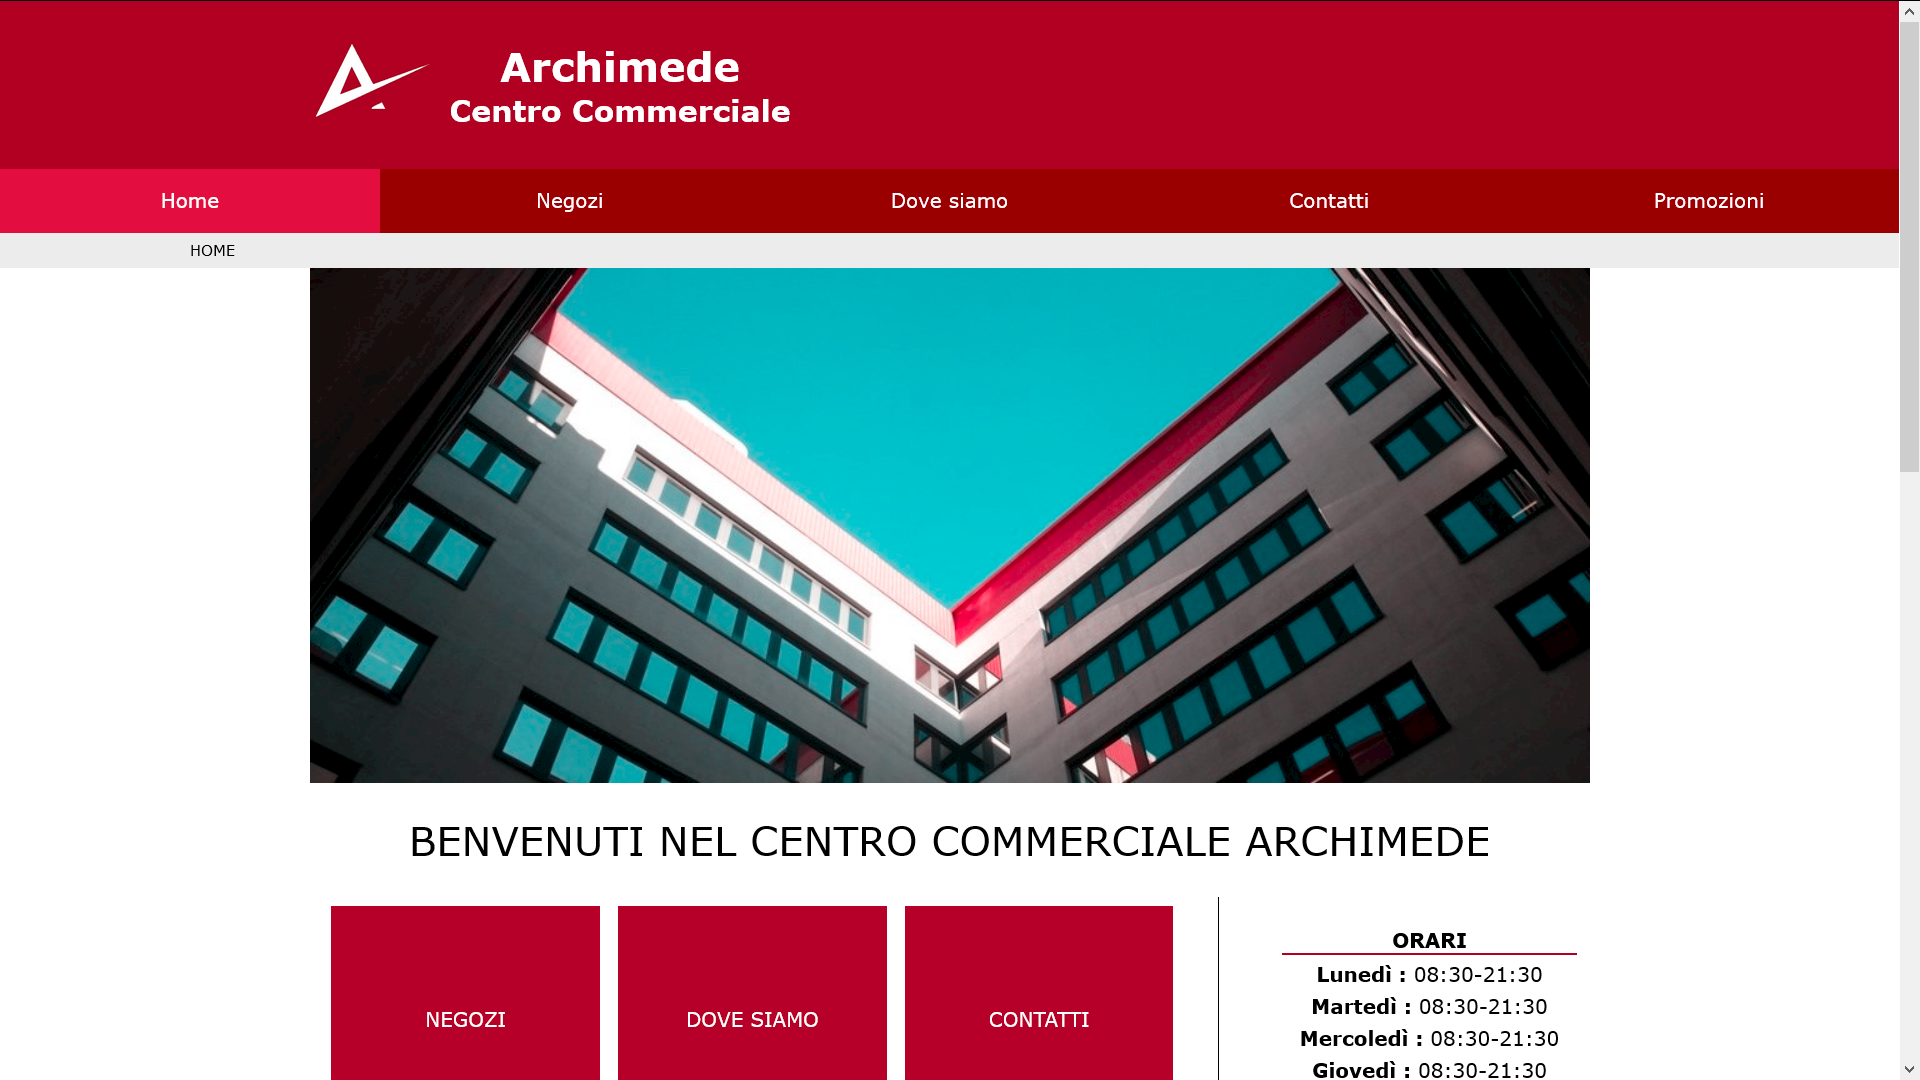 Archimede
Centro Commerciale
Home
Negozi
Dove siamo
Contatti
Promozioni
HOME
BENVENUTI NEL CENTRO COMMERCIALE ARCHIMEDE
NEGOZI
DOVE SIAMO
CONTATTI
ORARI
Lunedì : 08:30-21:30
Martedì : 08:30-21:30
Mercoledì : 08:30-21:30
Giovedì : 08:30-21:30